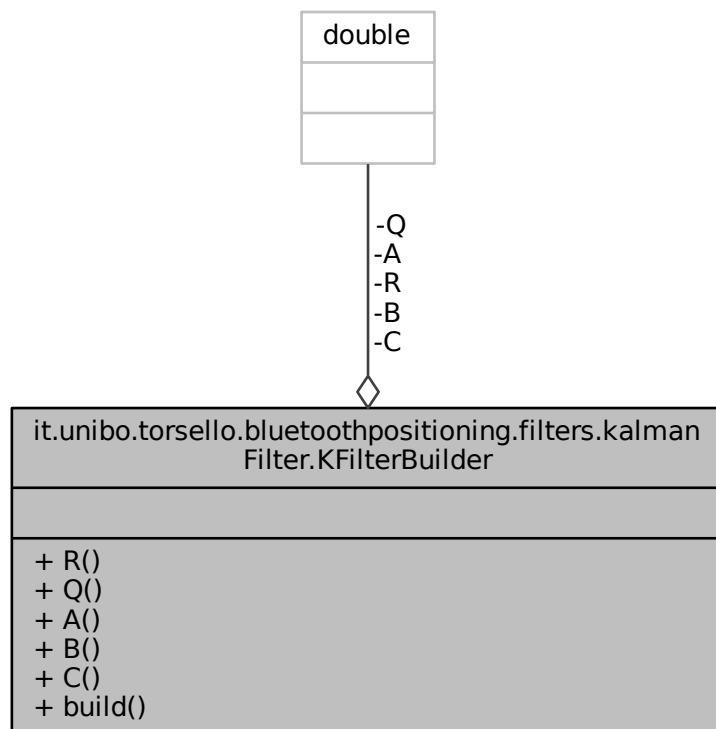 double
-Q
-A
-R
-B
-C
it.unibo.torsello.bluetoothpositioning.filters.kalman
Filter.KFilterBuilder
+ R()
+ Q()
+ A()
+ B()
+ C()
+ build()